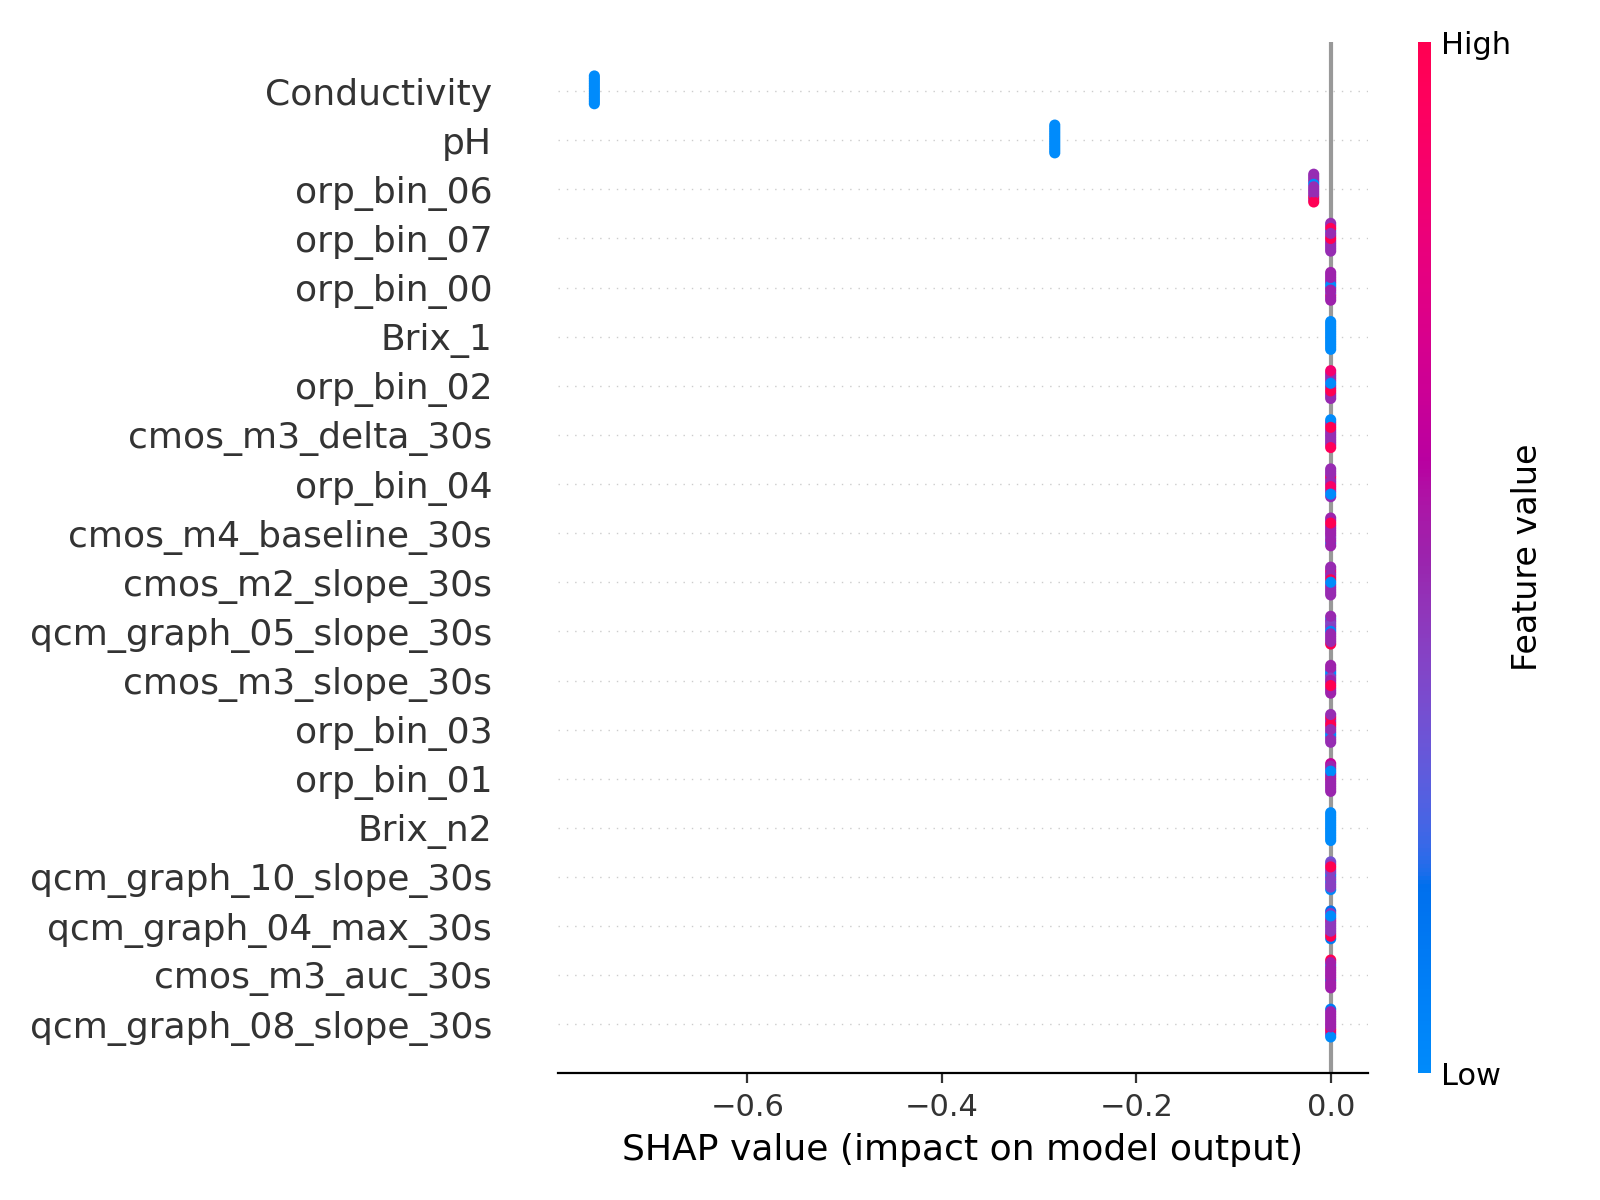 High
Conductivity
pH
orp_bin_06
orp_bin_07
orp_bin_00
Brix_1
orp_bin_02
cmos_m3_delta_30s
orp_bin_04
cmos_m4_baseline_30s
cmos_m2_slope_30s
qcm_graph_05_slope_30s
cmos_m3_slope_30s
orp_bin_03
orp_bin_01
Brix_n2
qcm_graph_10_slope_30s
qcm_graph_04_max_30s
cmos_m3_auc_30s
qcm_graph_08_slope_30s
Feature value
Low
−0.6 −0.4 −0.2 0.0
SHAP value (impact on model output)